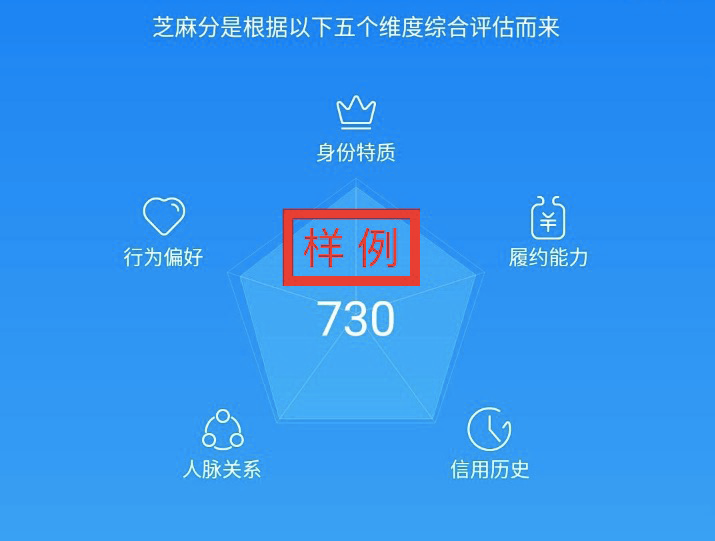 芝麻分是根据以下五个维度综合评估而来
身份特质
行为偏好
履约能力
样例
730
人脉关系
信用历史